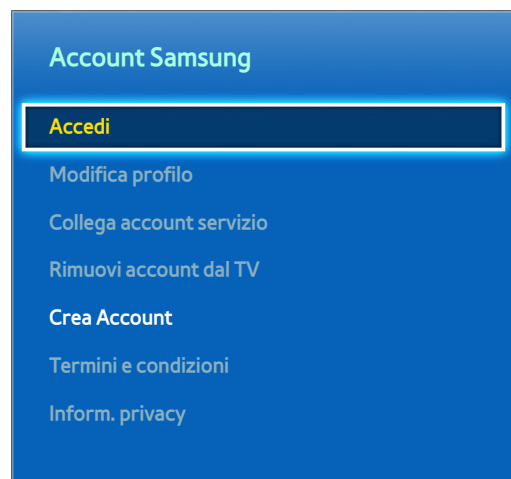 Account Samsung
Accedi
Modifica profilo
Collega account servizio
Rimuovi account dal TV
Crea Account
Termini e condizioni
Inform. privacy